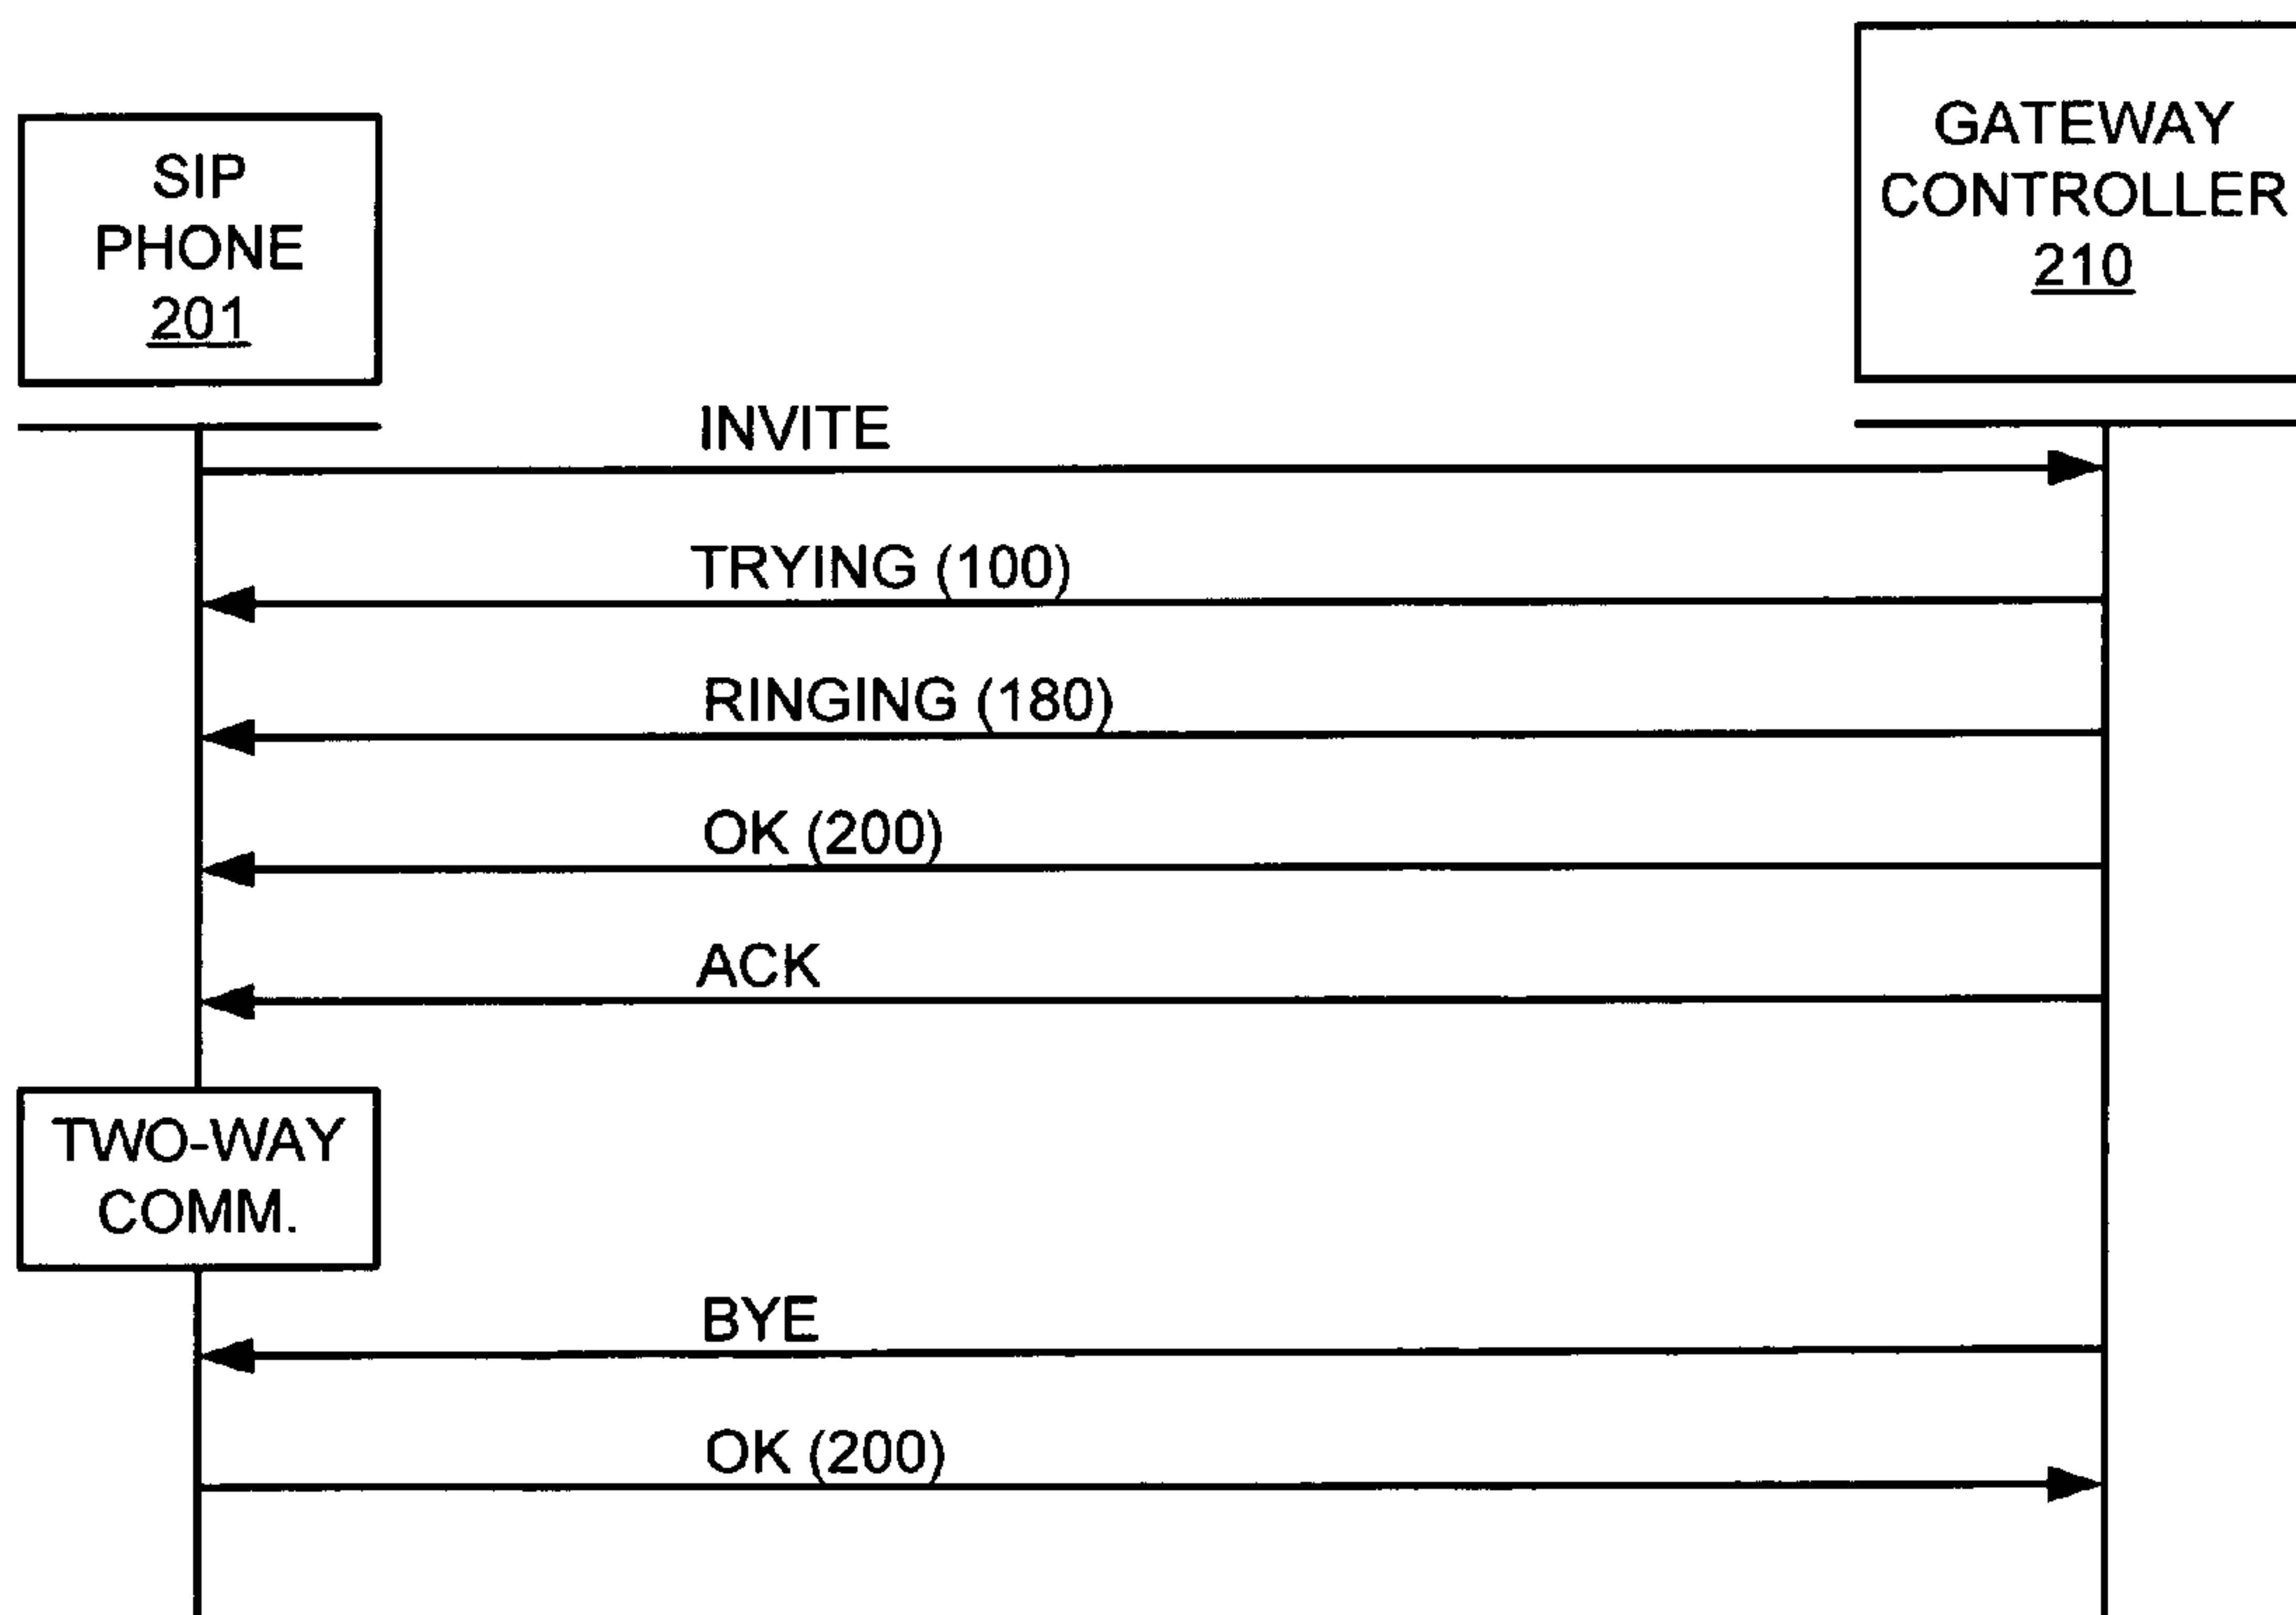 SIP
PHONE
201
GATEWAY
CONTROLLER
210
INVITE
TRYING (100)
RINGING (180)
OK (200)
ACK
TWO-WAY
COMM.
BYE
OK (200)